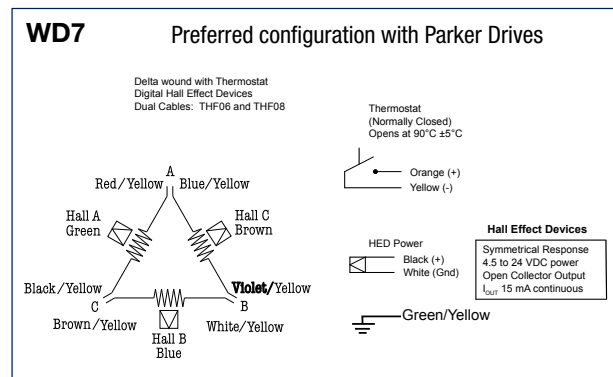 WD7 Preferred configuration with Parker Drives
Delta wound with Thermostat
Digital Hall Effect Devices
Dual Cables: THF06 and THF08
Thermostat
(Normally Closed)
Opens at 90°C ±5°C
Orange (+)
Yellow (-)
A
Red/Yellow Blue/Yellow
Hall A
Green
Hall C
Brown
Black/Yellow
Violet/Yellow
C
B
Brown/Yellow
White/Yellow
Hall B
Blue
HED Power
Black (+)
White (Gnd)
Hall Effect Devices
Symmetrical Response
4.5 to 24 VDC power
Open Collector Output
IOUT 15 mA continuous
Green/Yellow